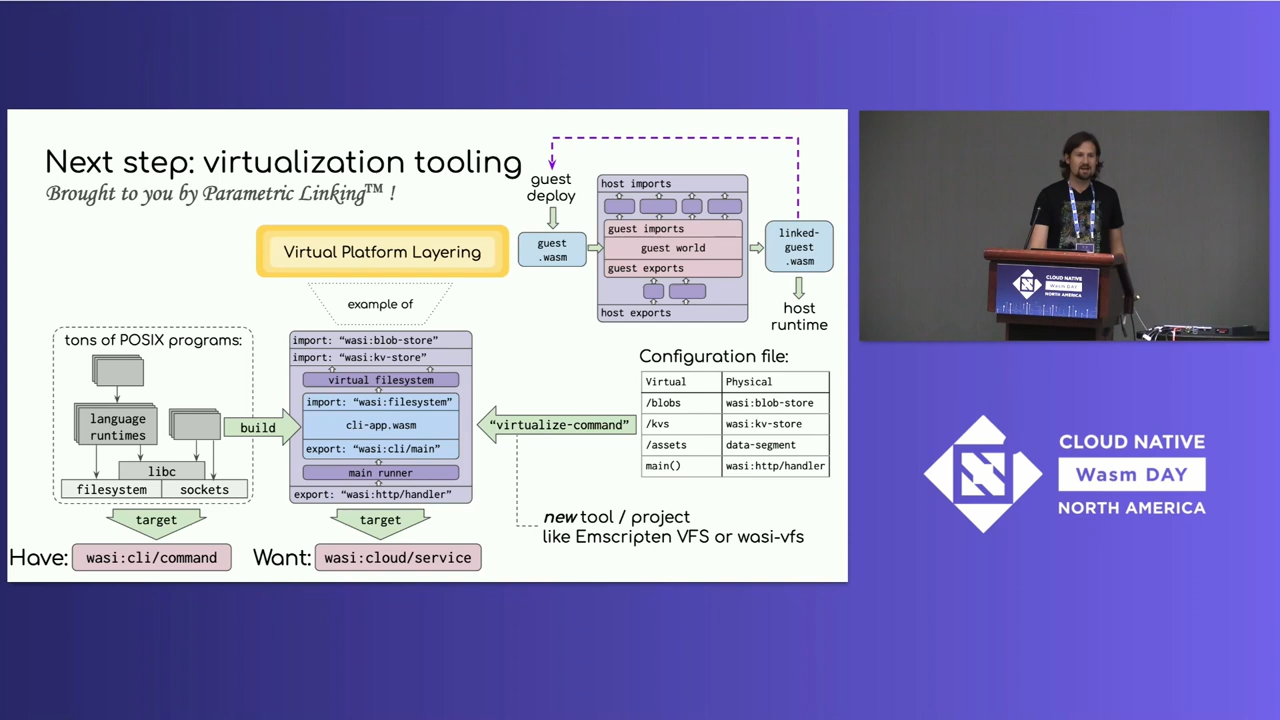 Next step: virtualization tooling
Brought to you by Parametric Linking™ !
guest
deploy
guest
.wasm
host imports
guest imports
guest world
guest exports
host exports
linked-
guest
.wasm
host
runtime
Virtual Platform Layering
example of
tons of POSIX programs:
language
runtimes
libc
filesystem
sockets
build
import: “wasi:blob-store”
import: “wasi:kv-store”
virtual filesystem
import: “wasi:filesystem”
cli-app.wasm
export: “wasi:cli/main”
main runner
export: “wasi:http/handler”
“virtualize-command”
Configuration file:
Virtual Physical
/blobs wasi:blob-store
/kvs wasi:kv-store
/assets data-segment
main() wasi:http/handler
new tool / project
like Emscripten VFS or wasi-vfs
target
target
Have: wasi:cli/command
Want: wasi:cloud/service
CLOUD NATIVE
Wasm DAY
NORTH AMERICA
CLOUD NATIVE
Wasm DAY
NORTH AMERICA